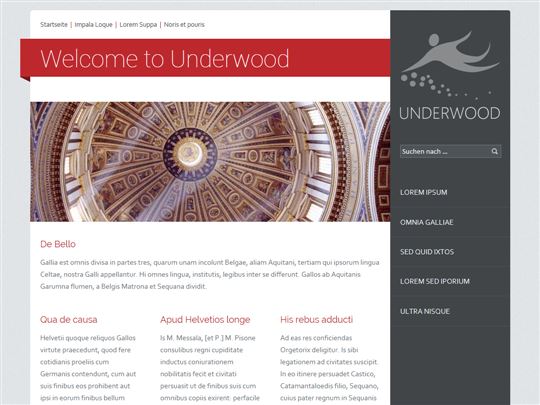 Startseite | Impala Loque | Lorem Suppa | Noris et pouris
Welcome to Underwood
UNDERWOOD
Suchen nach ...
LOREM IPSUM
OMNIA GALLIAE
SED QUID IXTOS
LOREM SED IPORIUM
ULTRA NISQUE
De Bello
Gallia est omnis divisa in partes tres, quarum unam incolunt Belgae, aliam Aquitani, tertiam qui ipsorum lingua
Celtae, nostra Galli appellantur. Hi omnes lingua, institutis, legibus inter se differunt. Gallos ab Aquitanis
Garumna flumen, a Belgis Matrona et Sequana dividit.
Qua de causa
Helvetii quoque reliquos Gallos
virtute praecedunt, quod fere
cotidianis proeliis cum
Germanis contendunt, cum aut
suis finibus eos prohibent aut
ipsi in eorum finibus bellum
Apud Helvetios longe
Is M. Messala, [et P.] M. Pisone
consulibus regni cupiditate
inductus coniurationem
nobilitatis fecit et civitati
persuasit ut de finibus suis cum
omnibus copiis exirent. perfacile
His rebus adducti
Ad eas res conficiendas
Orgetorix deligitur. Is sibi
legationem ad civitates suscipit.
In eo itinere persuadet Castico,
Catamantaloedis filio, Sequano,
cuius pater regnum in Sequanis